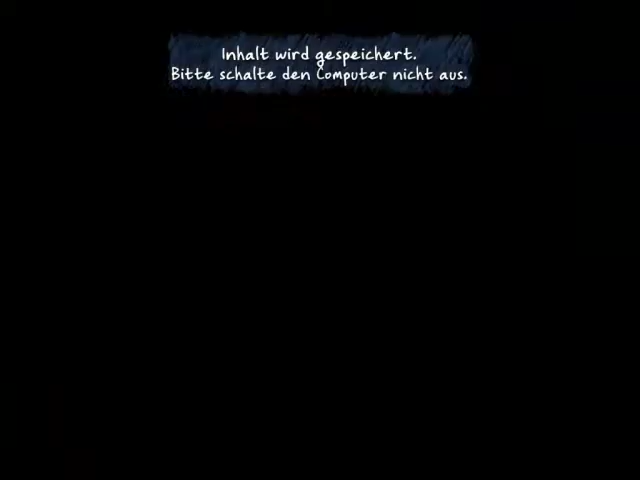 Inhalt wird gespeichert.
Bitte schalte den Computer nicht aus.